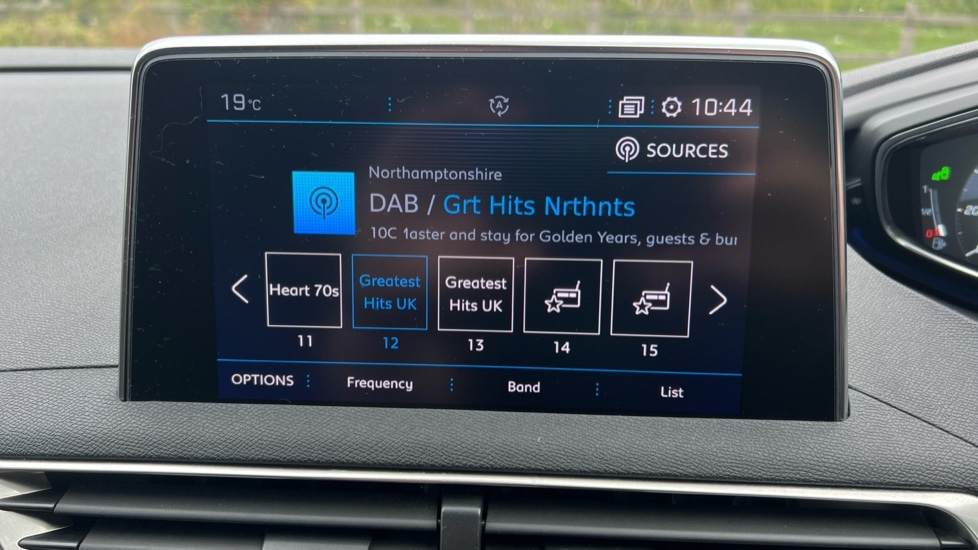 19°C
10:44
SOURCES
Northamptonshire
DAB / Grt Hits Nrthnts
10C 1aster and stay for Golden Years, guests & bur
Heart 70s
Greatest
Hits UK
Greatest
Hits UK
11
12
13
14
15
OPTIONS
Frequency
Band
List